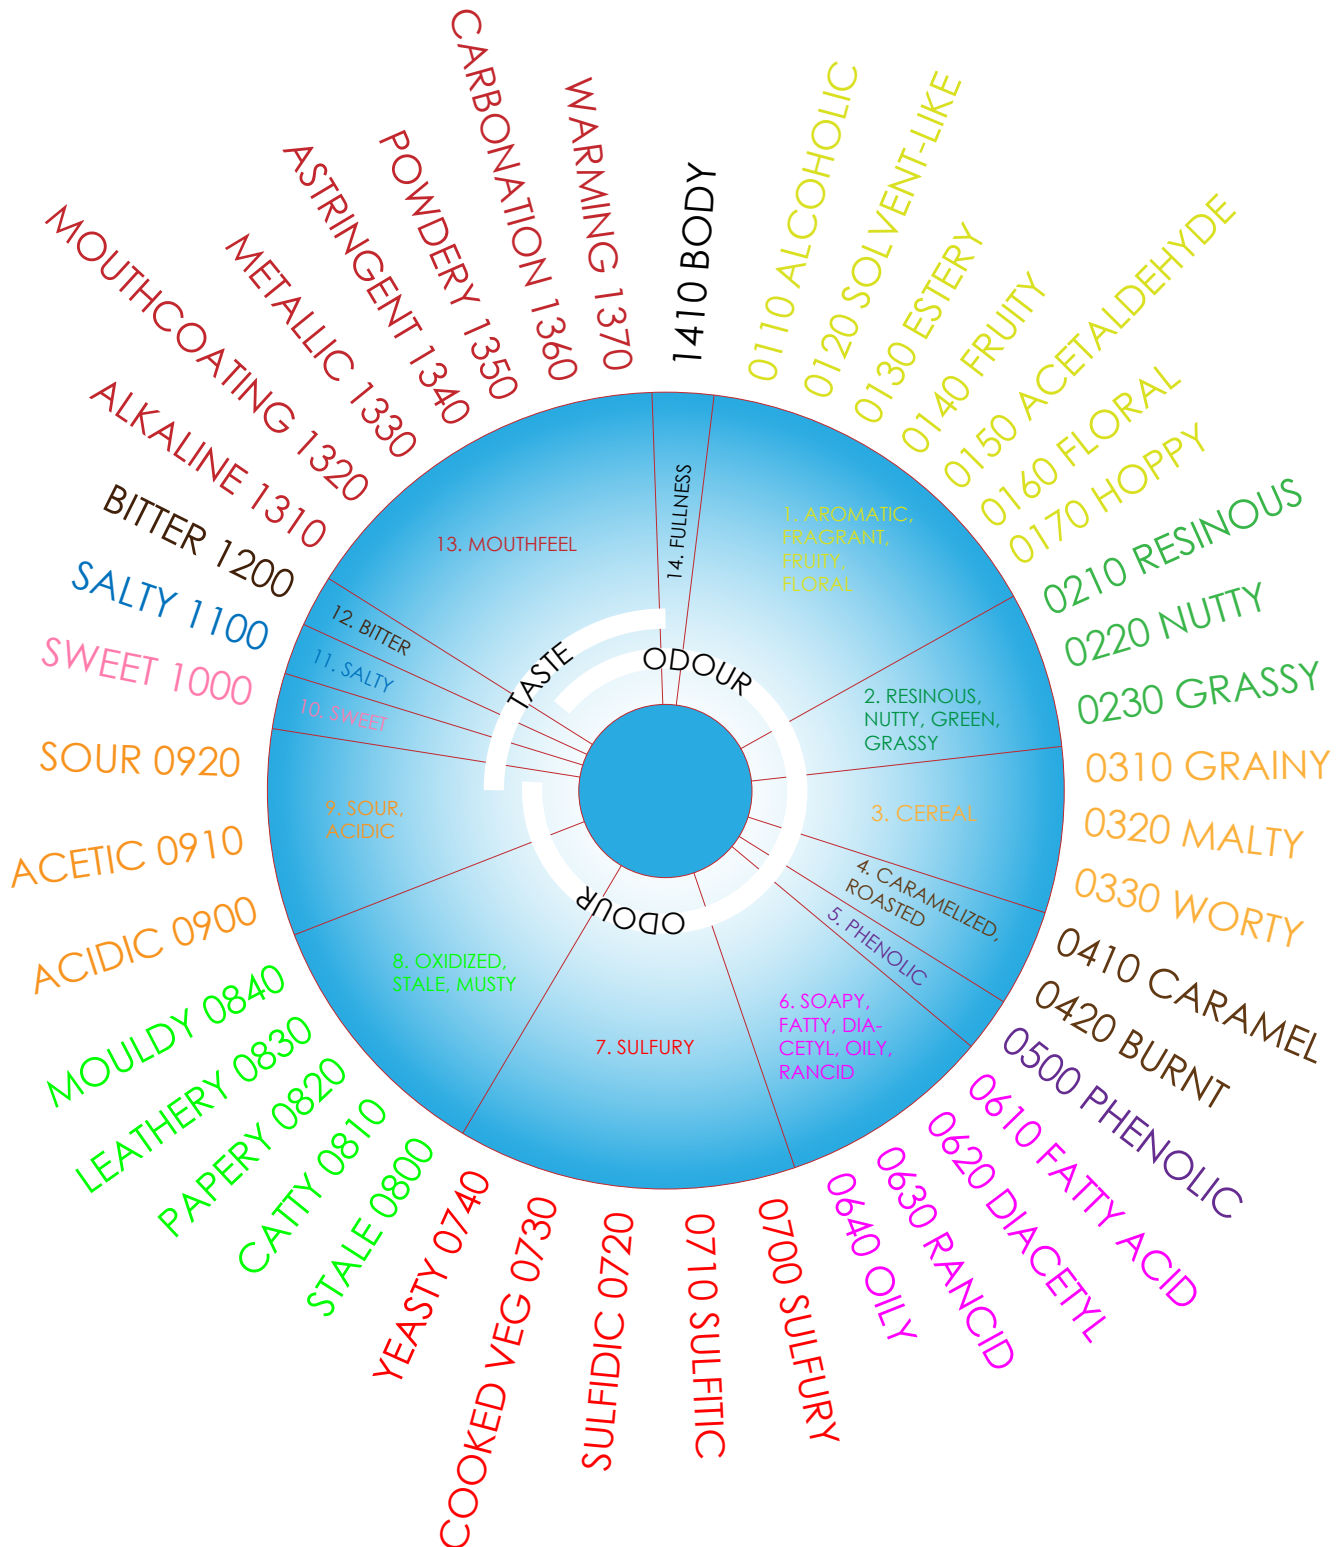 1410 BODY
0110 ALCOHOLIC
0120 SOLVENT-LIKE
0130 ESTERY
0140 FRUITY
0150 ACETALDEHYDE
0160 FLORAL
0170 HOPPY
0210 RESINOUS
0220 NUTTY
0230 GRASSY
0310 GRAINY
0320 MALTY
0330 WORTY
0410 CARAMEL
0420 BURNT
0500 PHENOLIC
0610 FATTY ACID
0620 DIACETYL
0630 RANCID
0640 OILY
0700 SULFURY
0710 SULFITIC
SULFIDIC 0720
COOKED VEG 0730
YEASTY 0740
STALE 0800
CATTY 0810
PAPERY 0820
LEATHERY 0830
MOULDY 0840
ACIDIC 0900
ACETIC 0910
SOUR 0920
SWEET 1000
SALTY 1100
BITTER 1200
ALKALINE 1310
MOUTHCOATING 1320
METALLIC 1330
ASTRINGENT 1340
POWDERY 1350
CARBONATION 1360
WARMING 1370
1. AROMATIC,
FRAGRANT,
FRUITY,
FLORAL
2. RESINOUS,
NUTTY, GREEN,
GRASSY
3. CEREAL
4. CARAMELIZED,
ROASTED
5. PHENOLIC
6. SOAPY,
FATTY, DIA-
CETYL, OILY,
RANCID
7. SULFURY
8. OXIDIZED,
STALE, MUSTY
9. SOUR,
ACIDIC
10. SWEET
11. SALTY
12. BITTER
13. MOUTHFEEL
14. FULLNESS
TASTE
ODOUR
ODOUR